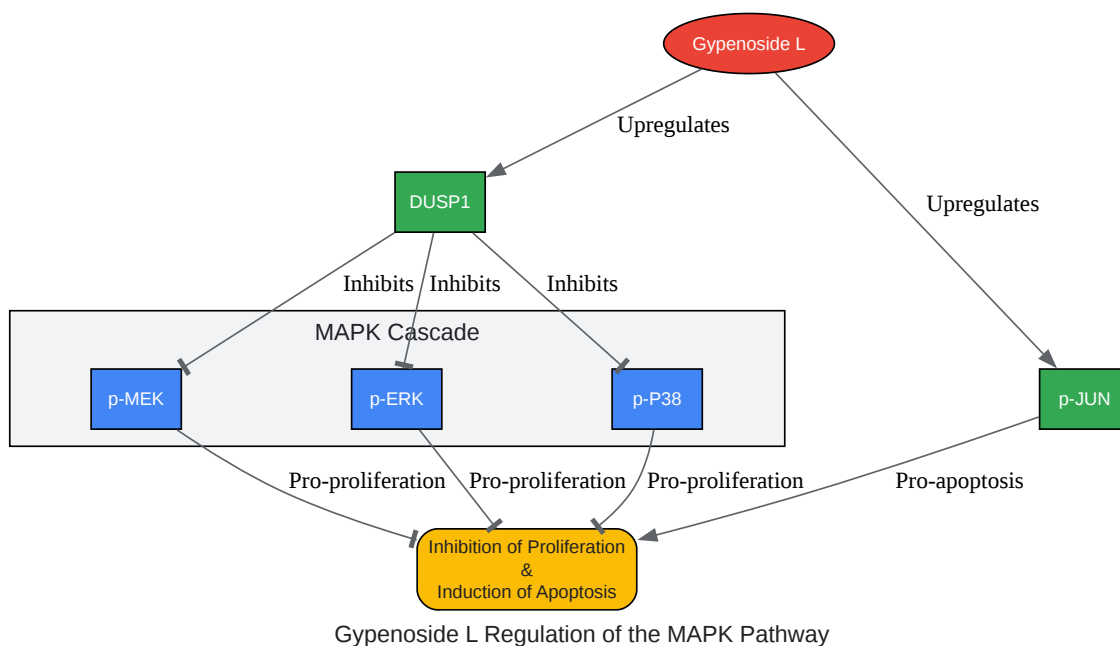 Gypenoside L
Upregulates
Upregulates
DUSP1
Inhibits
Inhibits
Inhibits
MAPK Cascade
p-MEK
p-ERK
p-P38
p-JUN
Pro-proliferation
Pro-proliferation
Pro-proliferation
Pro-apoptosis
Inhibition of Proliferation
&
Induction of Apoptosis
Gypenoside L Regulation of the MAPK Pathway